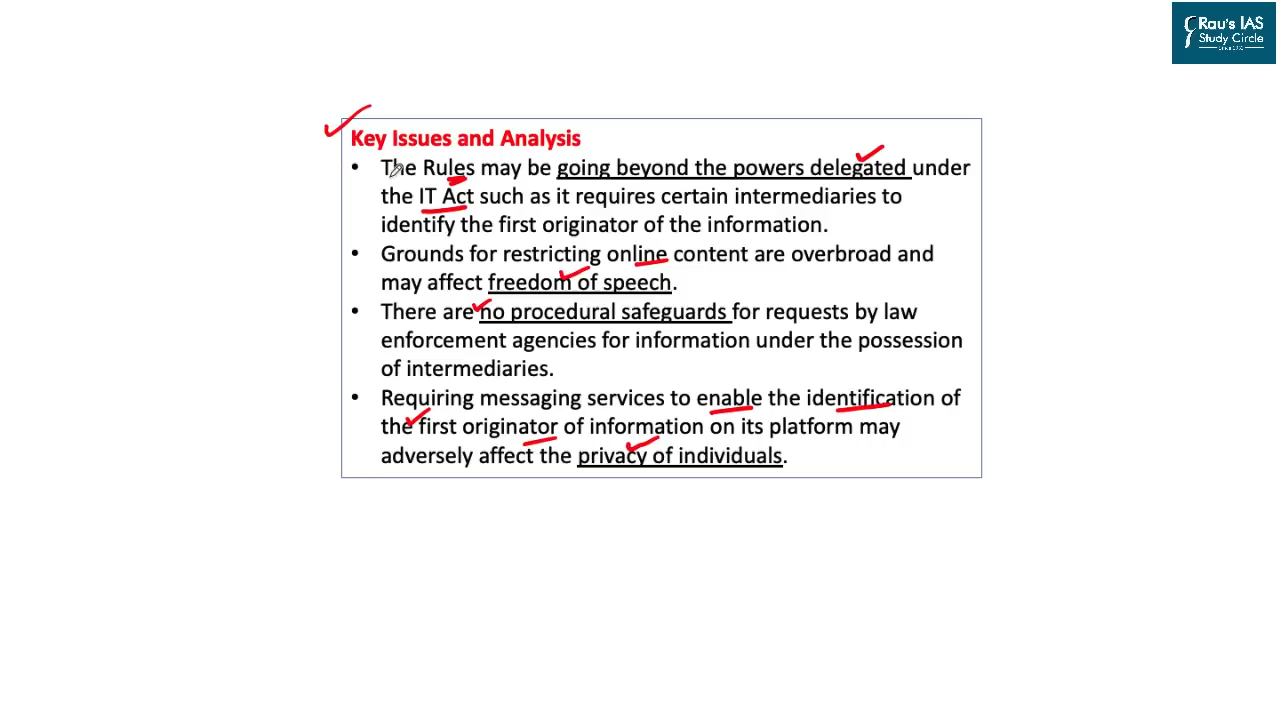 Rau's IAS
Study Circle
Key Issues and Analysis
• The Rules may be going beyond the powers delegated under
the IT Act such as it requires certain intermediaries to
identify the first originator of the information.
• Grounds for restricting online content are overbroad and
may affect freedom of speech.
• There are no procedural safeguards for requests by law
enforcement agencies for information under the possession
of intermediaries.
• Requiring messaging services to enable the identification of
the first originator of information on its platform may
adversely affect the privacy of individuals.